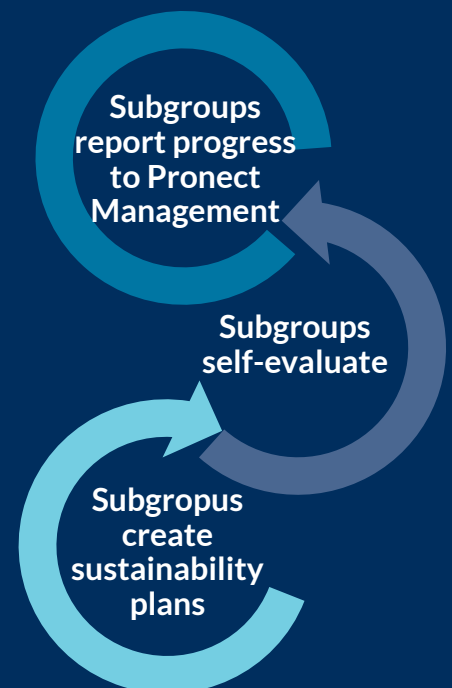 Subgroups
report progress
to Pronect
Management
Subgroups
self-evaluate
Subgropus
create
sustainability
plans